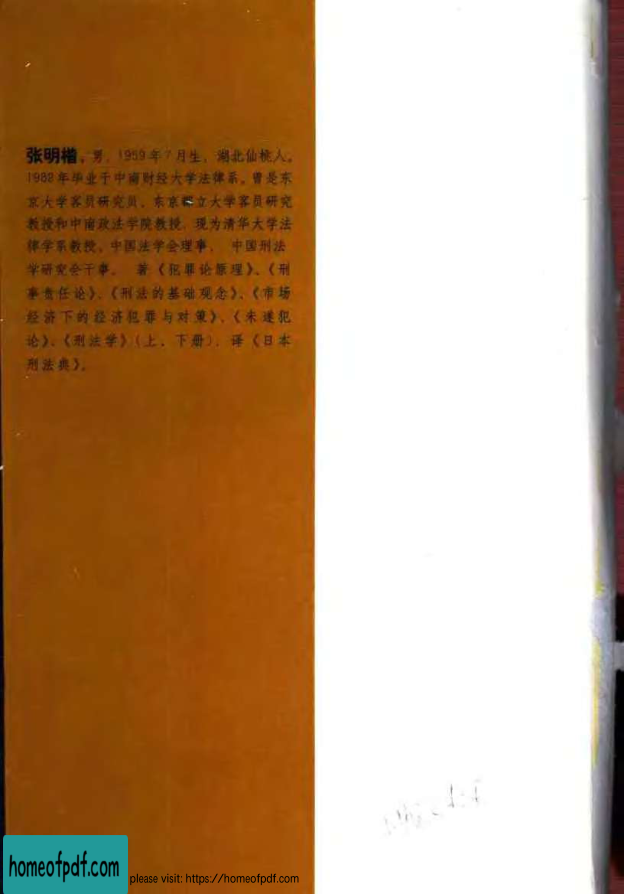 张明楷，男，1959年7月生，湖北仙桃人。
1982年毕业于中南财经大学法律系。曾是东
京大学客员研究员、东京都立大学客员研究
教授和中南政法学院教授。现为清华大学法
律学系教授。中国法学会理事、 中国刑法
学研究会干事。 著《犯罪论原理》、《刑
事责任论》、《刑法的基础观念》、《市场
经济下的经济犯罪与对策》、《未遂犯
论》、《刑法学》（上、下册），译《日本
刑法典》。
homeofpdf.com
please visit: https://homeofpdf.com